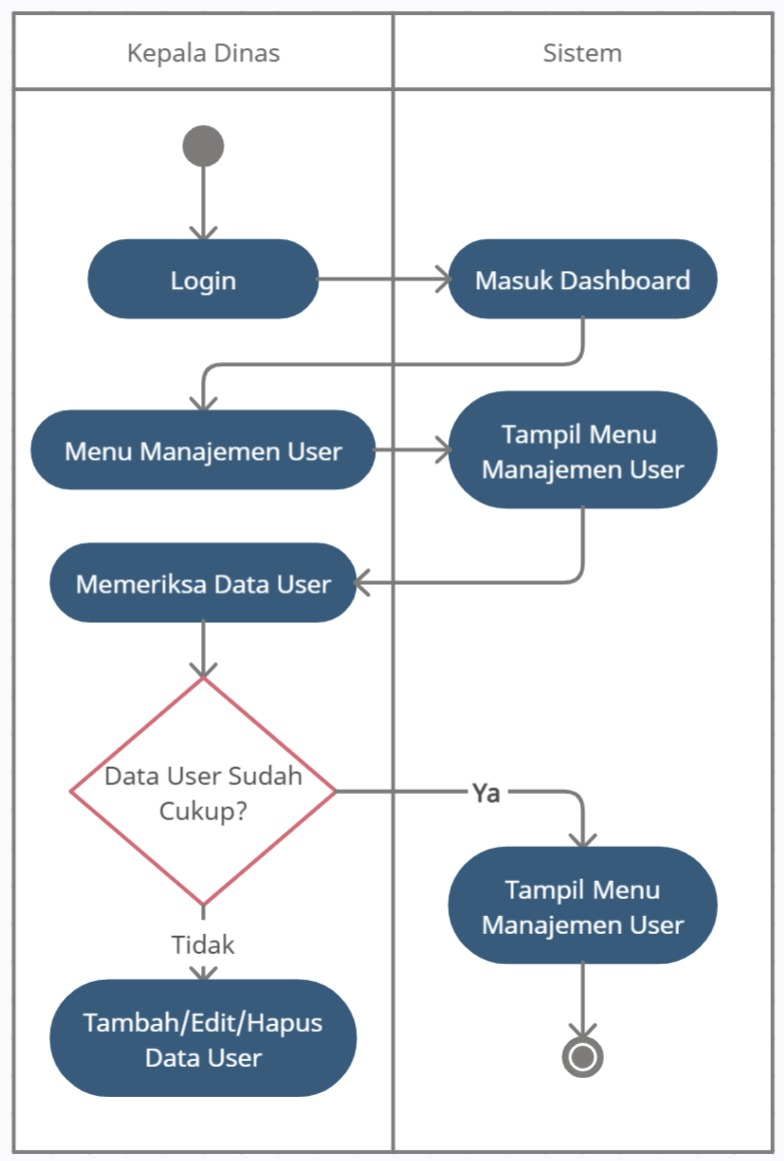 Kepala Dinas
Sistem
Login
Masuk Dashboard
Menu Manajemen User
Tampil Menu
Manajemen User
Memeriksa Data User
Data User Sudah
Cukup?
Ya
Tampil Menu
Manajemen User
Tidak
Tambah/Edit/Hapus
Data User